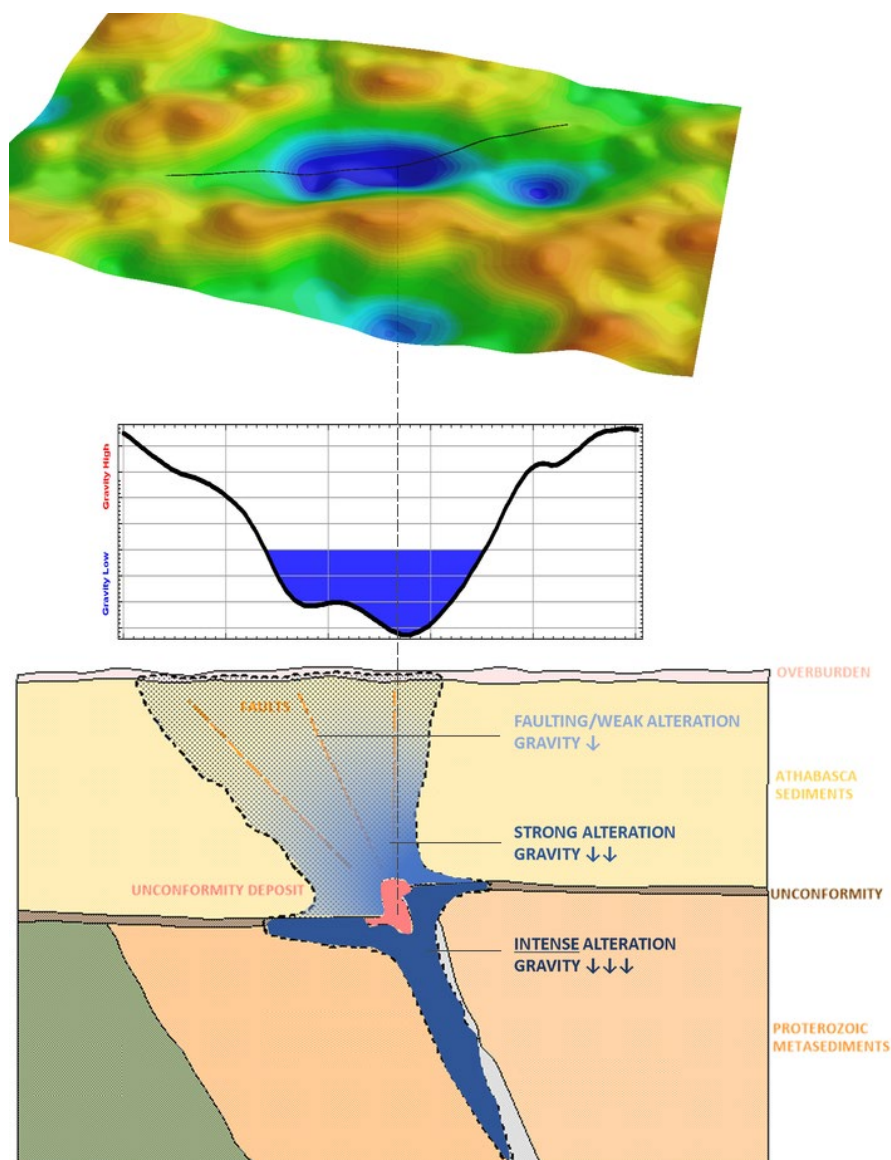 Gravity High
Gravity Low
OVERBURDEN
FAULTS
FAULTING/WEAK ALTERATION
GRAVITY ↓
ATHABASCA
SEDIMENTS
STRONG ALTERATION
GRAVITY ↓↓
UNCONFORMITY DEPOSIT
UNCONFORMITY
INTENSE ALTERATION
GRAVITY ↓↓↓
PROTEROZOIC
METASEDIMENTS